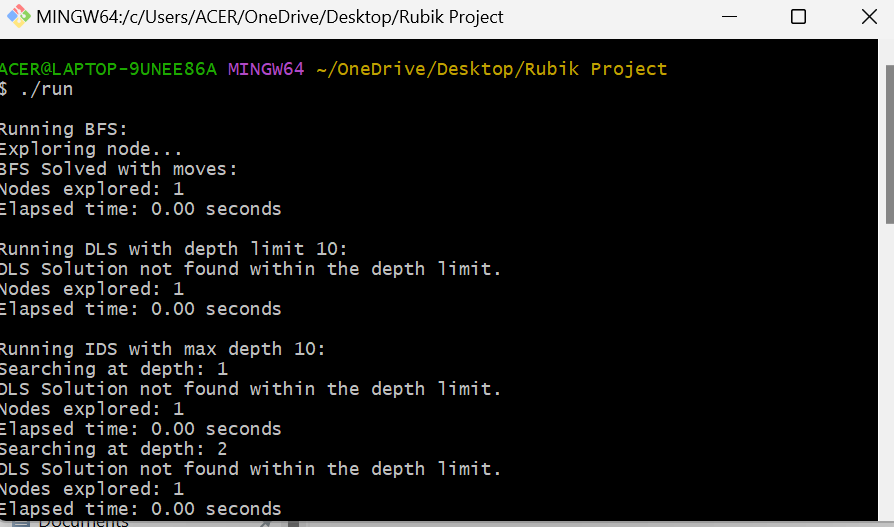 MINGW64:/c/Users/ACER/OneDrive/Desktop/Rubik Project
ACER@LAPTOP-9UNEE86A MINGW64 ~/OneDrive/Desktop/Rubik Project
$ ./run
Running BFS:
Exploring node...
BFS Solved with moves:
Nodes explored: 1
Elapsed time: 0.00 seconds
Running DLS with depth limit 10:
DLS Solution not found within the depth limit.
Nodes explored: 1
Elapsed time: 0.00 seconds
Running IDS with max depth 10:
Searching at depth: 1
DLS Solution not found within the depth limit.
Nodes explored: 1
Elapsed time: 0.00 seconds
Searching at depth: 2
DLS Solution not found within the depth limit.
Nodes explored: 1
Elapsed time: 0.00 seconds
Documents